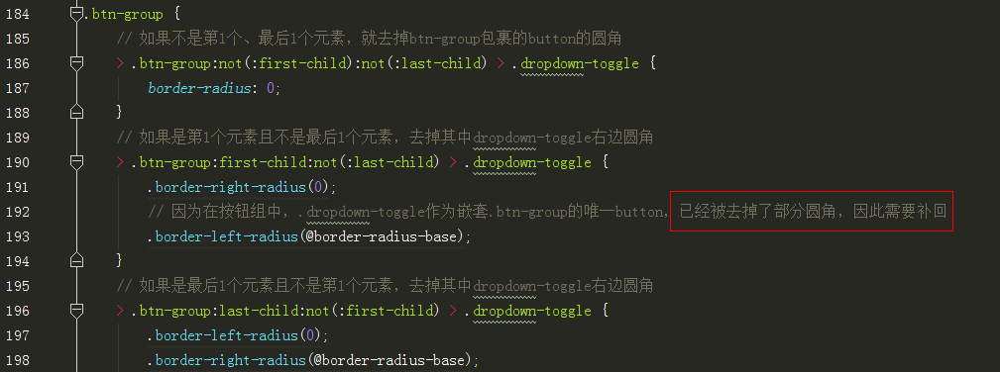 184 .btn-group {
185 // 如果不是第1个、最后1个元素，就去掉btn-group包裹的button的圆角
186 > .btn-group:not(:first-child):not(:last-child) > .dropdown-toggle {
187 border-radius: 0;
188 }
189 // 如果是第1个元素且不是最后1个元素，去掉其中dropdown-toggle右边圆角
190 > .btn-group:first-child:not(:last-child) > .dropdown-toggle {
191 .border-right-radius(0);
192 // 因为在按钮组中，.dropdown-toggle作为嵌套.btn-group的唯一button，已经被去掉了部分圆角，因此需要补回
193 .border-left-radius(@border-radius-base);
194 }
195 // 如果是最后1个元素且不是第1个元素，去掉其中dropdown-toggle右边圆角
196 > .btn-group:last-child:not(:first-child) > .dropdown-toggle {
197 .border-left-radius(0);
198 .border-right-radius(@border-radius-base);